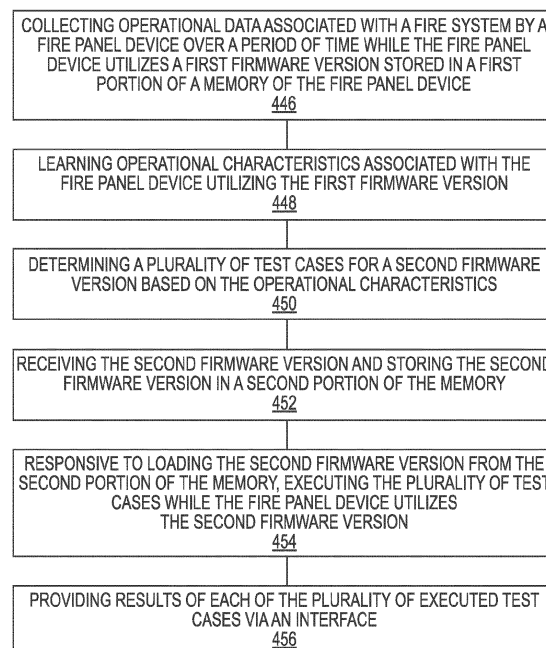 COLLECTING OPERATIONAL DATA ASSOCIATED WITH A FIRE SYSTEM BY A
FIRE PANEL DEVICE OVER A PERIOD OF TIME WHILE THE FIRE PANEL
DEVICE UTILIZES A FIRST FIRMWARE VERSION STORED IN A FIRST
PORTION OF A MEMORY OF THE FIRE PANEL DEVICE
446
LEARNING OPERATIONAL CHARACTERISTICS ASSOCIATED WITH THE
FIRE PANEL DEVICE UTILIZING THE FIRST FIRMWARE VERSION
448
DETERMINING A PLURALITY OF TEST CASES FOR A SECOND FIRMWARE
VERSION BASED ON THE OPERATIONAL CHARACTERISTICS
450
RECEIVING THE SECOND FIRMWARE VERSION AND STORING THE SECOND
FIRMWARE VERSION IN A SECOND PORTION OF THE MEMORY
452
RESPONSIVE TO LOADING THE SECOND FIRMWARE VERSION FROM THE
SECOND PORTION OF THE MEMORY, EXECUTING THE PLURALITY OF TEST
CASES WHILE THE FIRE PANEL DEVICE UTILIZES
THE SECOND FIRMWARE VERSION
454
PROVIDING RESULTS OF EACH OF THE PLURALITY OF EXECUTED TEST
CASES VIA AN INTERFACE
456